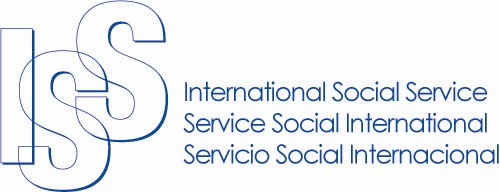 ISS
International Social Service
Service Social International
Servicio Social Internacional